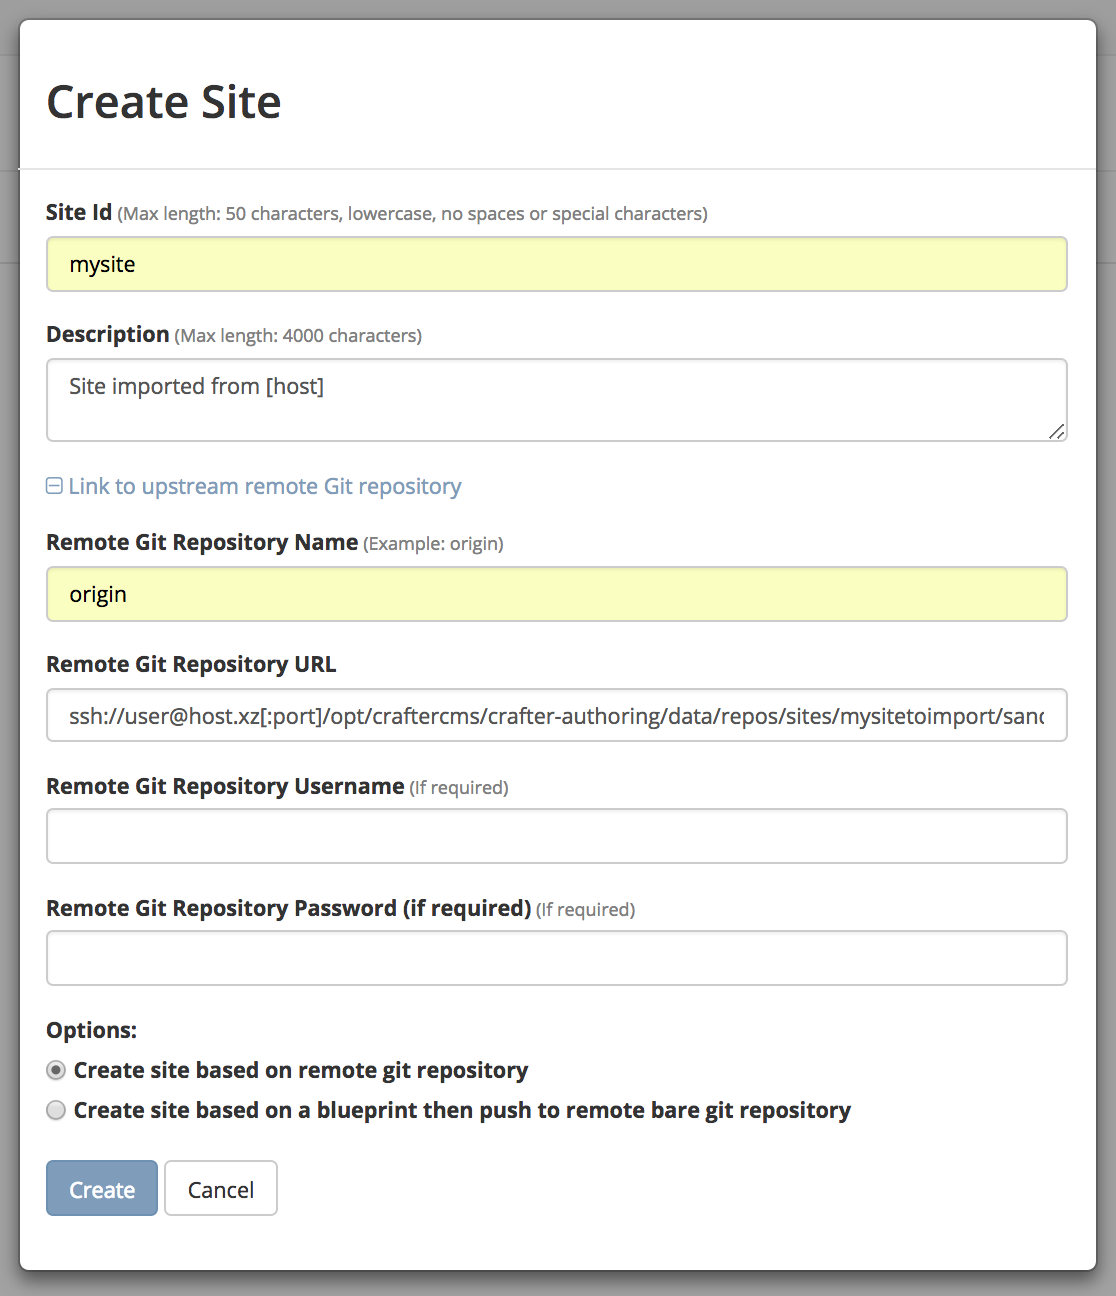 Create Site
Site Id (Max length: 50 characters, lowercase, no spaces or special characters)
mysite
Description (Max length: 4000 characters)
Site imported from [host]
Link to upstream remote Git repository
Remote Git Repository Name (Example: origin)
origin
Remote Git Repository URL
ssh://user@host.xz[:port]/opt/craftercms/crafter-authoring/data/repos/sites/mysitetoimport/sand
Remote Git Repository Username (If required)
Remote Git Repository Password (if required) (If required)
Options:
Create site based on remote git repository
Create site based on a blueprint then push to remote bare git repository
Create Cancel